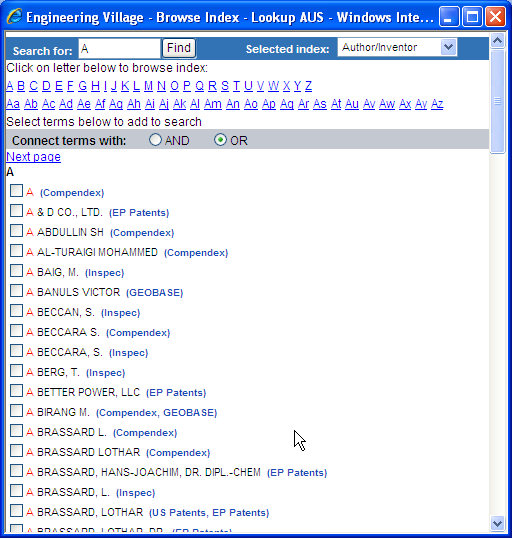 Engineering Village - Browse Index - Lookup AUS - Windows Inte...
Search for: A Find Selected index: Author/Inventor
Click on letter below to browse index:
A B C D E F G H I J K L M N O P Q R S T U V W X Y Z
Aa Ab Ac Ad Ae Af Ag Ah Ai Aj Ak Al Am An Ao Ap Aq Ar As At Au Av Aw Ax Ay Az
Select terms below to add to search
Connect terms with: AND OR
Next page
A
A (Compendex)
A & D CO., LTD. (EP Patents)
A ABDULLIN SH (Compendex)
A AL-TURAIGI MOHAMMED (Compendex)
A BAIG, M. (Inspec)
A BANULS VICTOR (GEOBASE)
A BECCAN, S. (Inspec)
A BECCARA S. (Compendex)
A BECCARA, S. (Inspec)
A BERG, T. (Inspec)
A BETTER POWER, LLC (EP Patents)
A BIRANG M. (Compendex, GEOBASE)
A BRASSARD L. (Compendex)
A BRASSARD LOTHAR (Compendex)
A BRASSARD, HANS-JOACHIM, DR. DIPL.-CHEM (EP Patents)
A BRASSARD, L. (Inspec)
A BRASSARD, LOTHAR (US Patents, EP Patents)
A BRASSARD, LOTHAR, DR. (EP Patents)